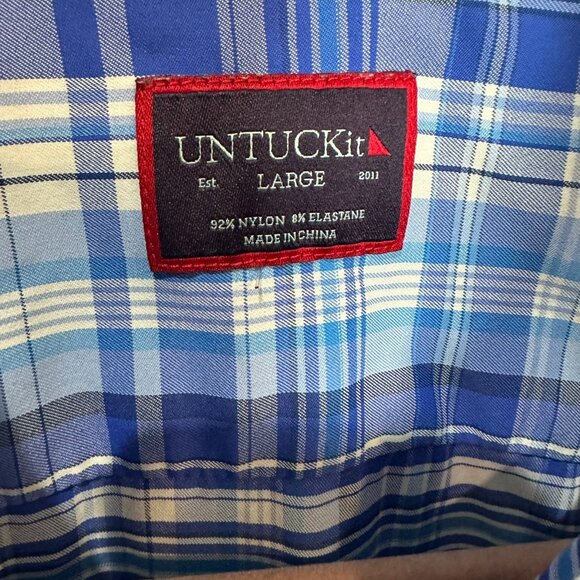 UNTUCKit
Est. LARGE 2011
92% NYLON 8% ELASTANE
MADE IN CHINA